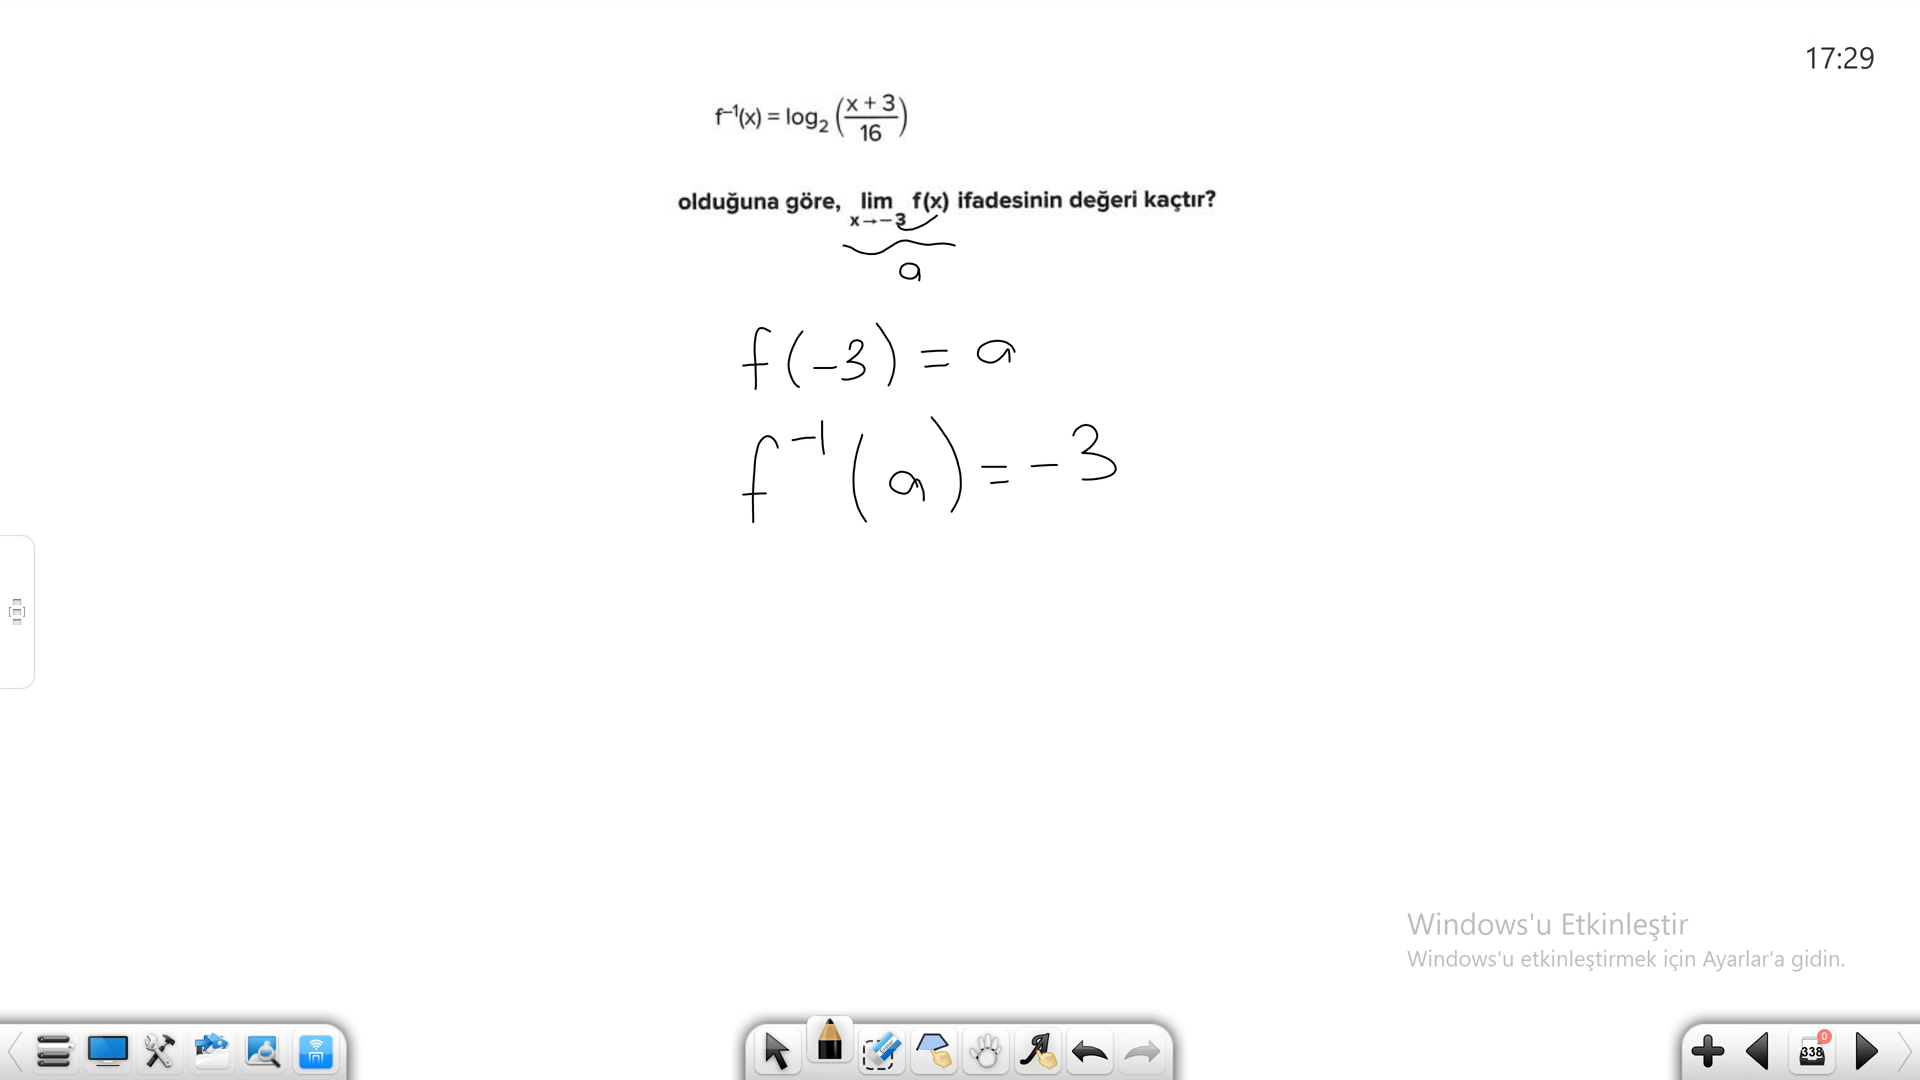 17:29
f⁻¹(x) = log₂ ((x + 3)/16)
olduğuna göre, lim x→−3 f(x) ifadesinin değeri kaçtır?
a
f(-3) = a
f⁻¹(a) = -3
Windows'u Etkinleştir
Windows'u etkinleştirmek için Ayarlar'a gidin.
0
338